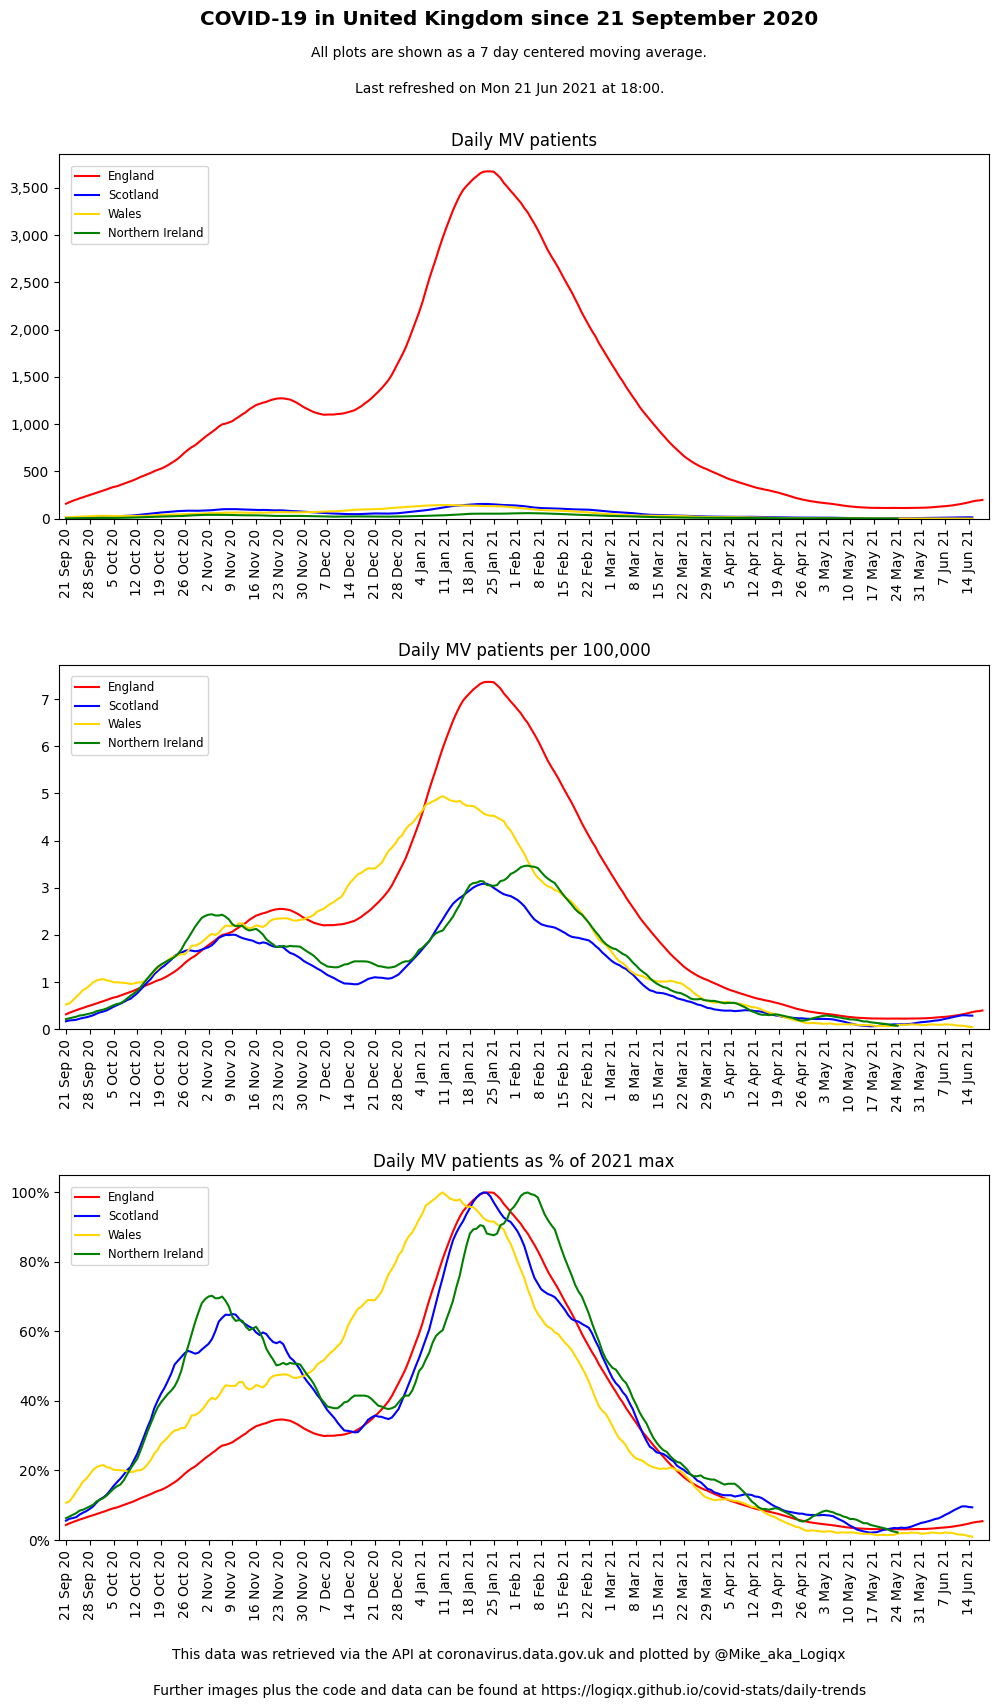 COVID-19 in United Kingdom since 21 September 2020
All plots are shown as a 7 day centered moving average.
Last refreshed on Mon 21 Jun 2021 at 18:00.
Daily MV patients
England
Scotland
Wales
Northern Ireland
3,500
3,000
2,500
2,000
1,500
1,000
500
0
21 Sep 20
28 Sep 20
5 Oct 20
12 Oct 20
19 Oct 20
26 Oct 20
2 Nov 20
9 Nov 20
16 Nov 20
23 Nov 20
30 Nov 20
7 Dec 20
14 Dec 20
21 Dec 20
28 Dec 20
4 Jan 21
11 Jan 21
18 Jan 21
25 Jan 21
1 Feb 21
8 Feb 21
15 Feb 21
22 Feb 21
1 Mar 21
8 Mar 21
15 Mar 21
22 Mar 21
29 Mar 21
5 Apr 21
12 Apr 21
19 Apr 21
26 Apr 21
3 May 21
10 May 21
17 May 21
24 May 21
31 May 21
7 Jun 21
14 Jun 21
Daily MV patients per 100,000
England
Scotland
Wales
Northern Ireland
7
6
5
4
3
2
1
0
21 Sep 20
28 Sep 20
5 Oct 20
12 Oct 20
19 Oct 20
26 Oct 20
2 Nov 20
9 Nov 20
16 Nov 20
23 Nov 20
30 Nov 20
7 Dec 20
14 Dec 20
21 Dec 20
28 Dec 20
4 Jan 21
11 Jan 21
18 Jan 21
25 Jan 21
1 Feb 21
8 Feb 21
15 Feb 21
22 Feb 21
1 Mar 21
8 Mar 21
15 Mar 21
22 Mar 21
29 Mar 21
5 Apr 21
12 Apr 21
19 Apr 21
26 Apr 21
3 May 21
10 May 21
17 May 21
24 May 21
31 May 21
7 Jun 21
14 Jun 21
Daily MV patients as % of 2021 max
England
Scotland
Wales
Northern Ireland
100%
80%
60%
40%
20%
0%
21 Sep 20
28 Sep 20
5 Oct 20
12 Oct 20
19 Oct 20
26 Oct 20
2 Nov 20
9 Nov 20
16 Nov 20
23 Nov 20
30 Nov 20
7 Dec 20
14 Dec 20
21 Dec 20
28 Dec 20
4 Jan 21
11 Jan 21
18 Jan 21
25 Jan 21
1 Feb 21
8 Feb 21
15 Feb 21
22 Feb 21
1 Mar 21
8 Mar 21
15 Mar 21
22 Mar 21
29 Mar 21
5 Apr 21
12 Apr 21
19 Apr 21
26 Apr 21
3 May 21
10 May 21
17 May 21
24 May 21
31 May 21
7 Jun 21
14 Jun 21
This data was retrieved via the API at coronavirus.data.gov.uk and plotted by @Mike_aka_Logiqx
Further images plus the code and data can be found at https://logiqx.github.io/covid-stats/daily-trends